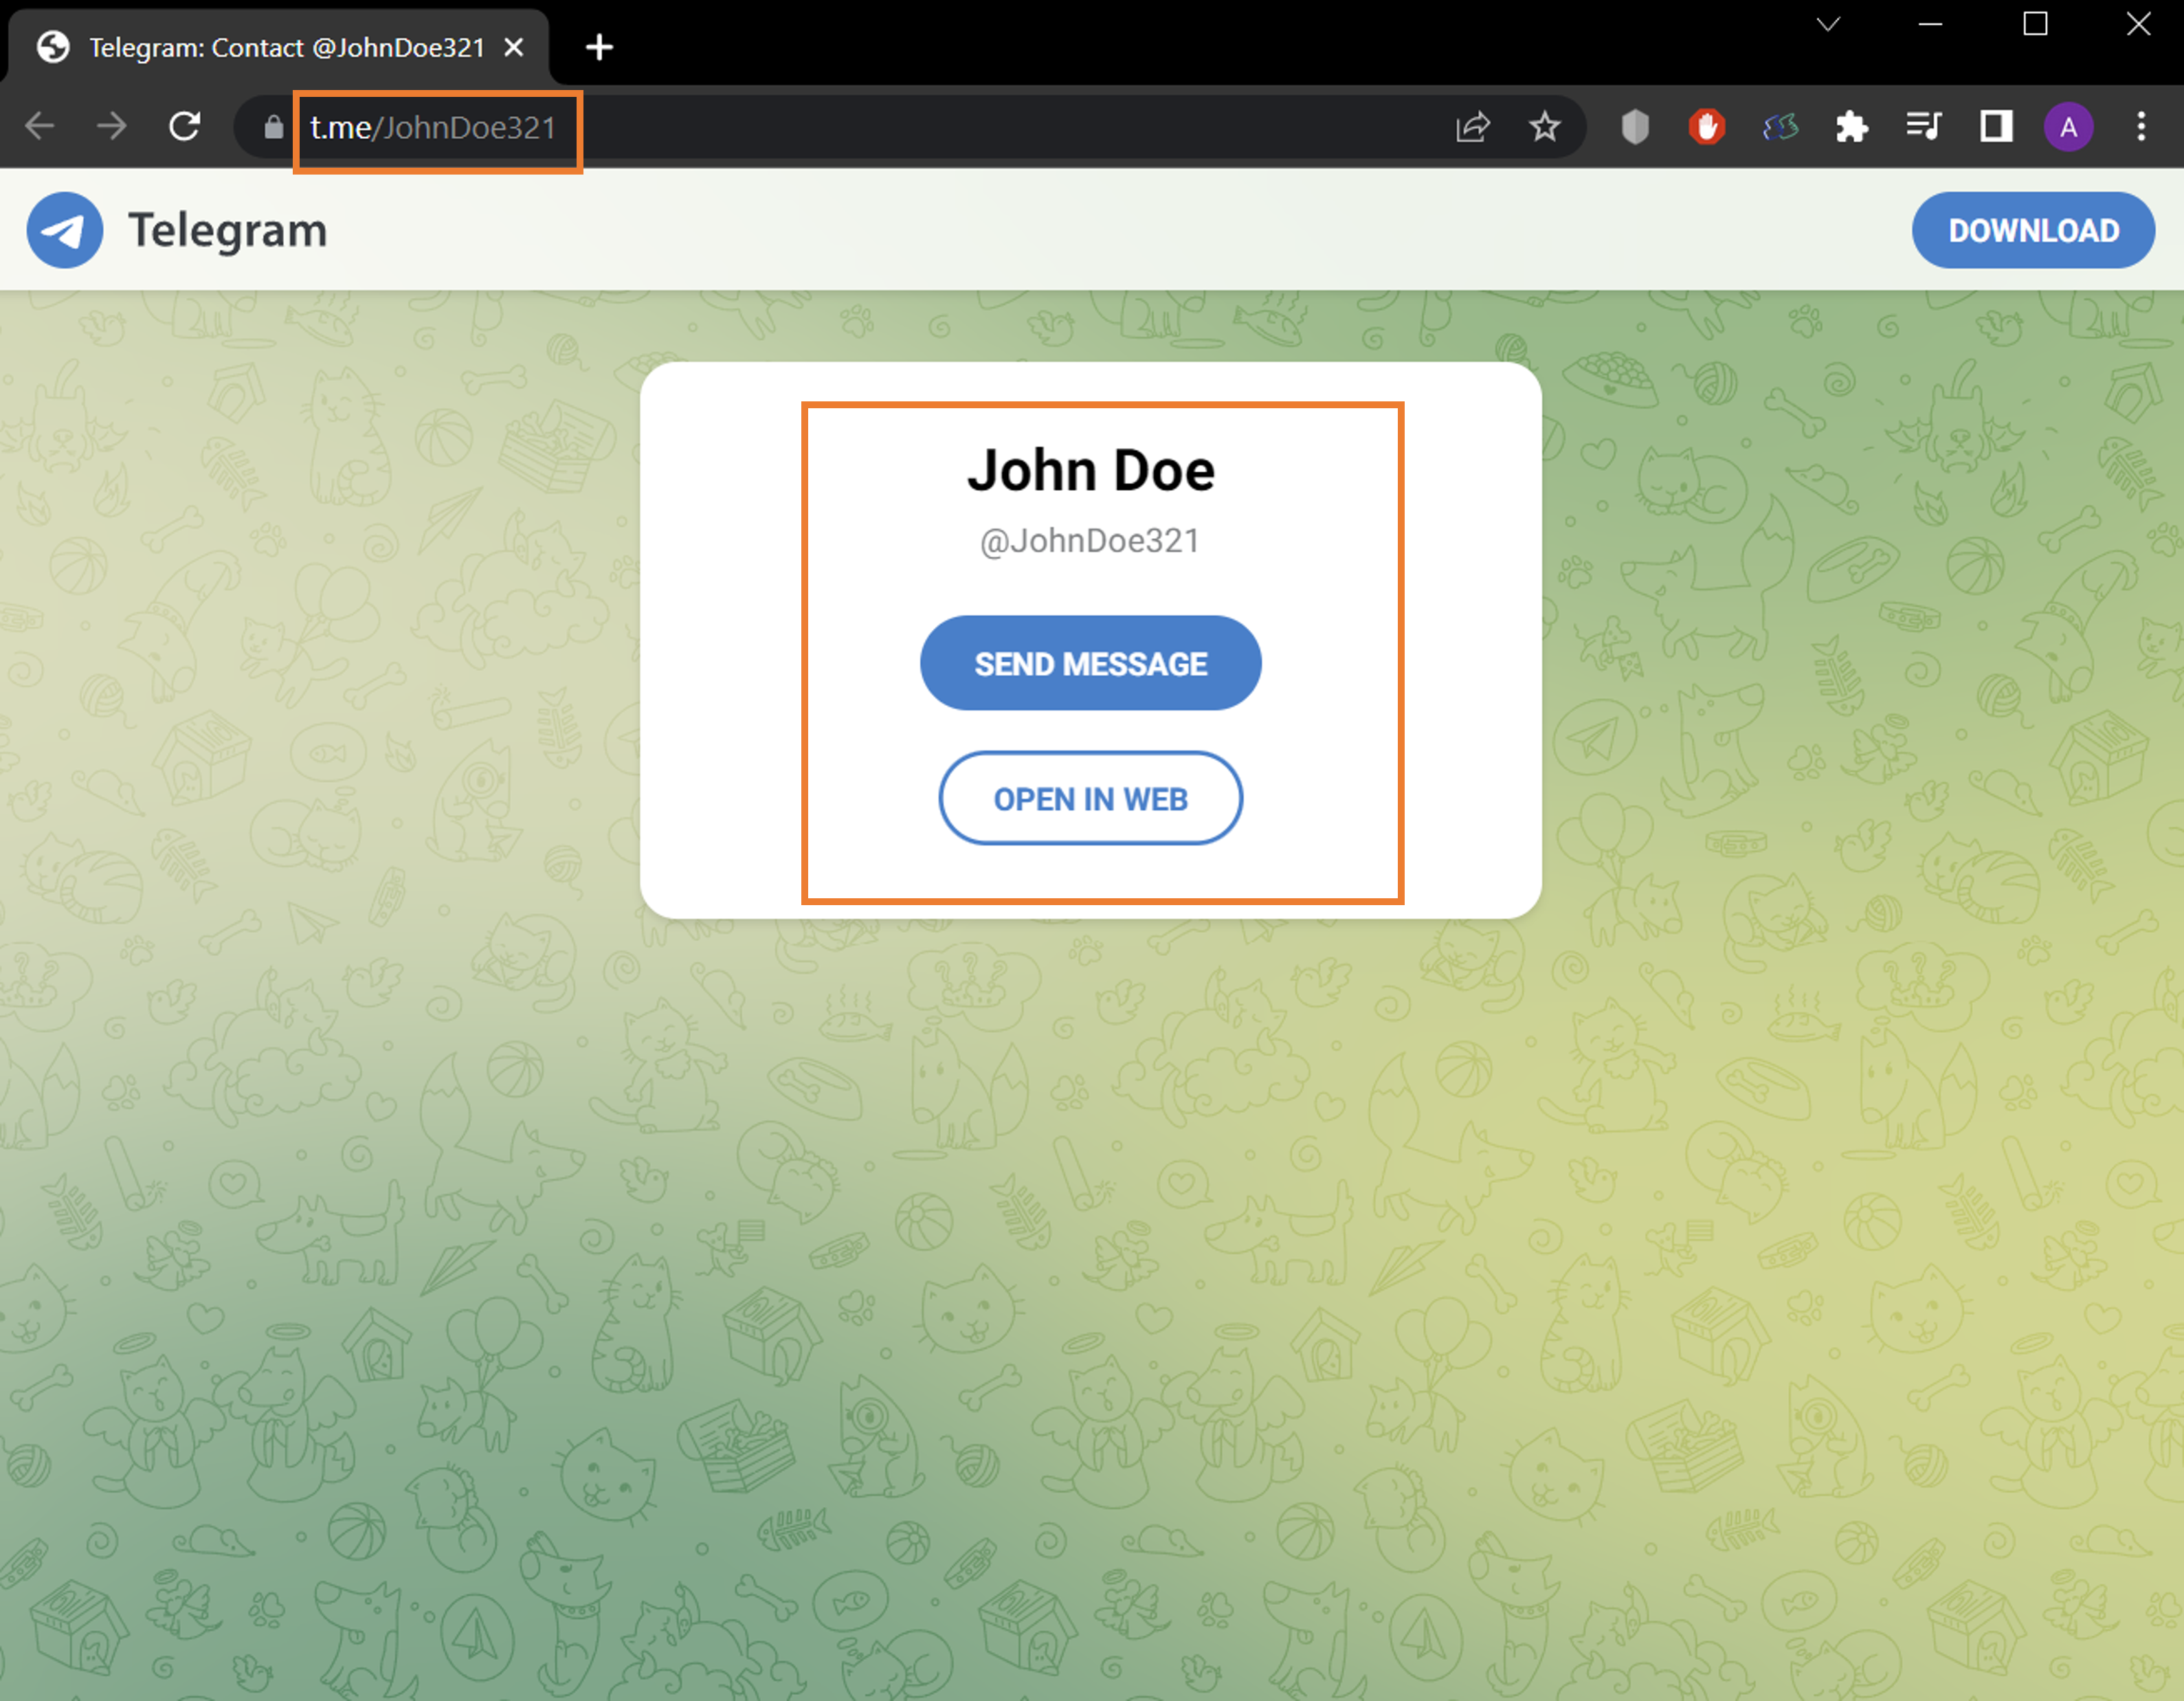 Telegram: Contact @JohnDoe321
t.me/JohnDoe321
A
Telegram
DOWNLOAD
John Doe
@JohnDoe321
SEND MESSAGE
OPEN IN WEB